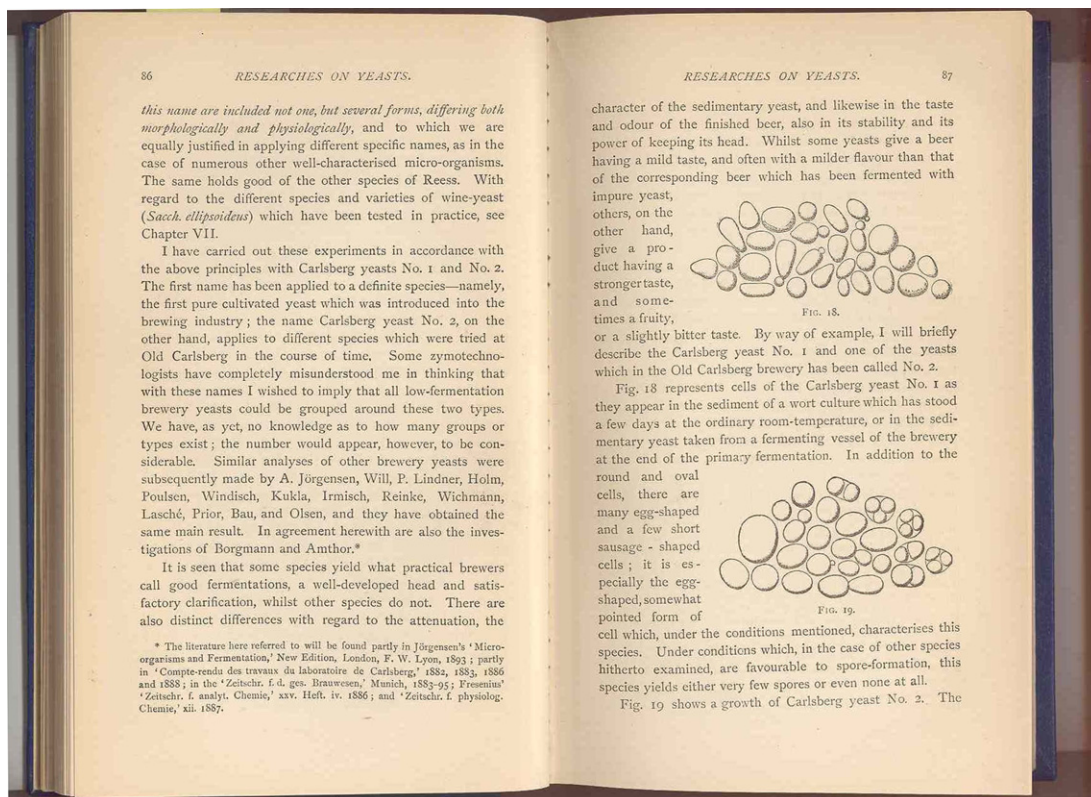 86 RESEARCHES ON YEASTS.
this name are included not one, but several forms, differing both
morphologically and physiologically, and to which we are
equally justified in applying different specific names, as in the
case of numerous other well-characterised micro-organisms.
The same holds good of the other species of Reess. With
regard to the different species and varieties of wine-yeast
(Sacch. ellipsoideus) which have been tested in practice, see
Chapter VII.
I have carried out these experiments in accordance with
the above principles with Carlsberg yeasts No. 1 and No. 2.
The first name has been applied to a definite species—namely,
the first pure cultivated yeast which was introduced into the
brewing industry; the name Carlsberg yeast No. 2, on the
other hand, applies to different species which were tried at
Old Carlsberg in the course of time. Some zymotechno-
logists have completely misunderstood me in thinking that
with these names I wished to imply that all low-fermentation
brewery yeasts could be grouped around these two types.
We have, as yet, no knowledge as to how many groups or
types exist; the number would appear, however, to be con-
siderable. Similar analyses of other brewery yeasts were
subsequently made by A. Jörgensen, Will, P. Lindner, Holm,
Poulsen, Windisch, Kukla, Irmisch, Reinke, Wichmann,
Lasché, Prior, Bau, and Olsen, and they have obtained the
same main result. In agreement herewith are also the inves-
tigations of Borgmann and Amthor.*
It is seen that some species yield what practical brewers
call good fermentations, a well-developed head and satis-
factory clarification, whilst other species do not. There are
also distinct differences with regard to the attenuation, the
* The literature here referred to will be found partly in Jörgensen's 'Micro-
organisms and Fermentation,' New Edition, London, F. W. Lyon, 1893; partly
in 'Compte-rendu des travaux du laboratoire de Carlsberg,' 1882, 1883, 1886
and 1888; in the 'Zeitschr. f. d. ges. Brauwesen,' Munich, 1883-95; Fresenius'
'Zeitschr. f. analyt. Chemie,' xxv. Heft. iv. 1886; and 'Zeitschr. f. physiolog.
Chemie,' xii. 1887.
RESEARCHES ON YEASTS. 87
character of the sedimentary yeast, and likewise in the taste
and odour of the finished beer, also in its stability and its
power of keeping its head. Whilst some yeasts give a beer
having a mild taste, and often with a milder flavour than that
of the corresponding beer which has been fermented with
impure yeast,
others, on the
other hand,
give a pro-
duct having a
stronger taste,
and some-
times a fruity,
FIG. 18.
or a slightly bitter taste. By way of example, I will briefly
describe the Carlsberg yeast No. 1 and one of the yeasts
which in the Old Carlsberg brewery has been called No. 2.
Fig. 18 represents cells of the Carlsberg yeast No. 1 as
they appear in the sediment of a wort culture which has stood
a few days at the ordinary room-temperature, or in the sedi-
mentary yeast taken from a fermenting vessel of the brewery
at the end of the primary fermentation. In addition to the
round and oval
cells, there are
many egg-shaped
and a few short
sausage-shaped
cells; it is es-
pecially the egg-
shaped, somewhat
pointed form of
FIG. 19.
cell which, under the conditions mentioned, characterises this
species. Under conditions which, in the case of other species
hitherto examined, are favourable to spore-formation, this
species yields either very few spores or even none at all.
Fig. 19 shows a growth of Carlsberg yeast No. 2. The